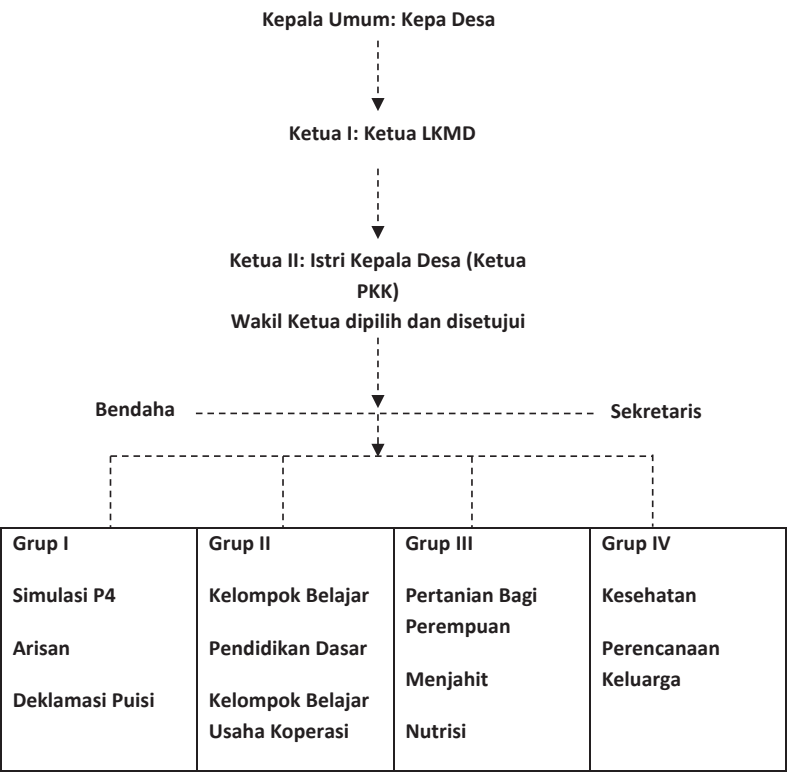 Kepala Umum: Kepa Desa
Ketua I: Ketua LKMD
Ketua II: Istri Kepala Desa (Ketua
PKK)
Wakil Ketua dipilih dan disetujui
Bendaha
Sekretaris
Grup I
Simulasi P4
Arisan
Deklamasi Puisi
Grup II
Kelompok Belajar
Pendidikan Dasar
Kelompok Belajar
Usaha Koperasi
Grup III
Pertanian Bagi
Perempuan
Menjahit
Nutrisi
Grup IV
Kesehatan
Perencanaan
Keluarga